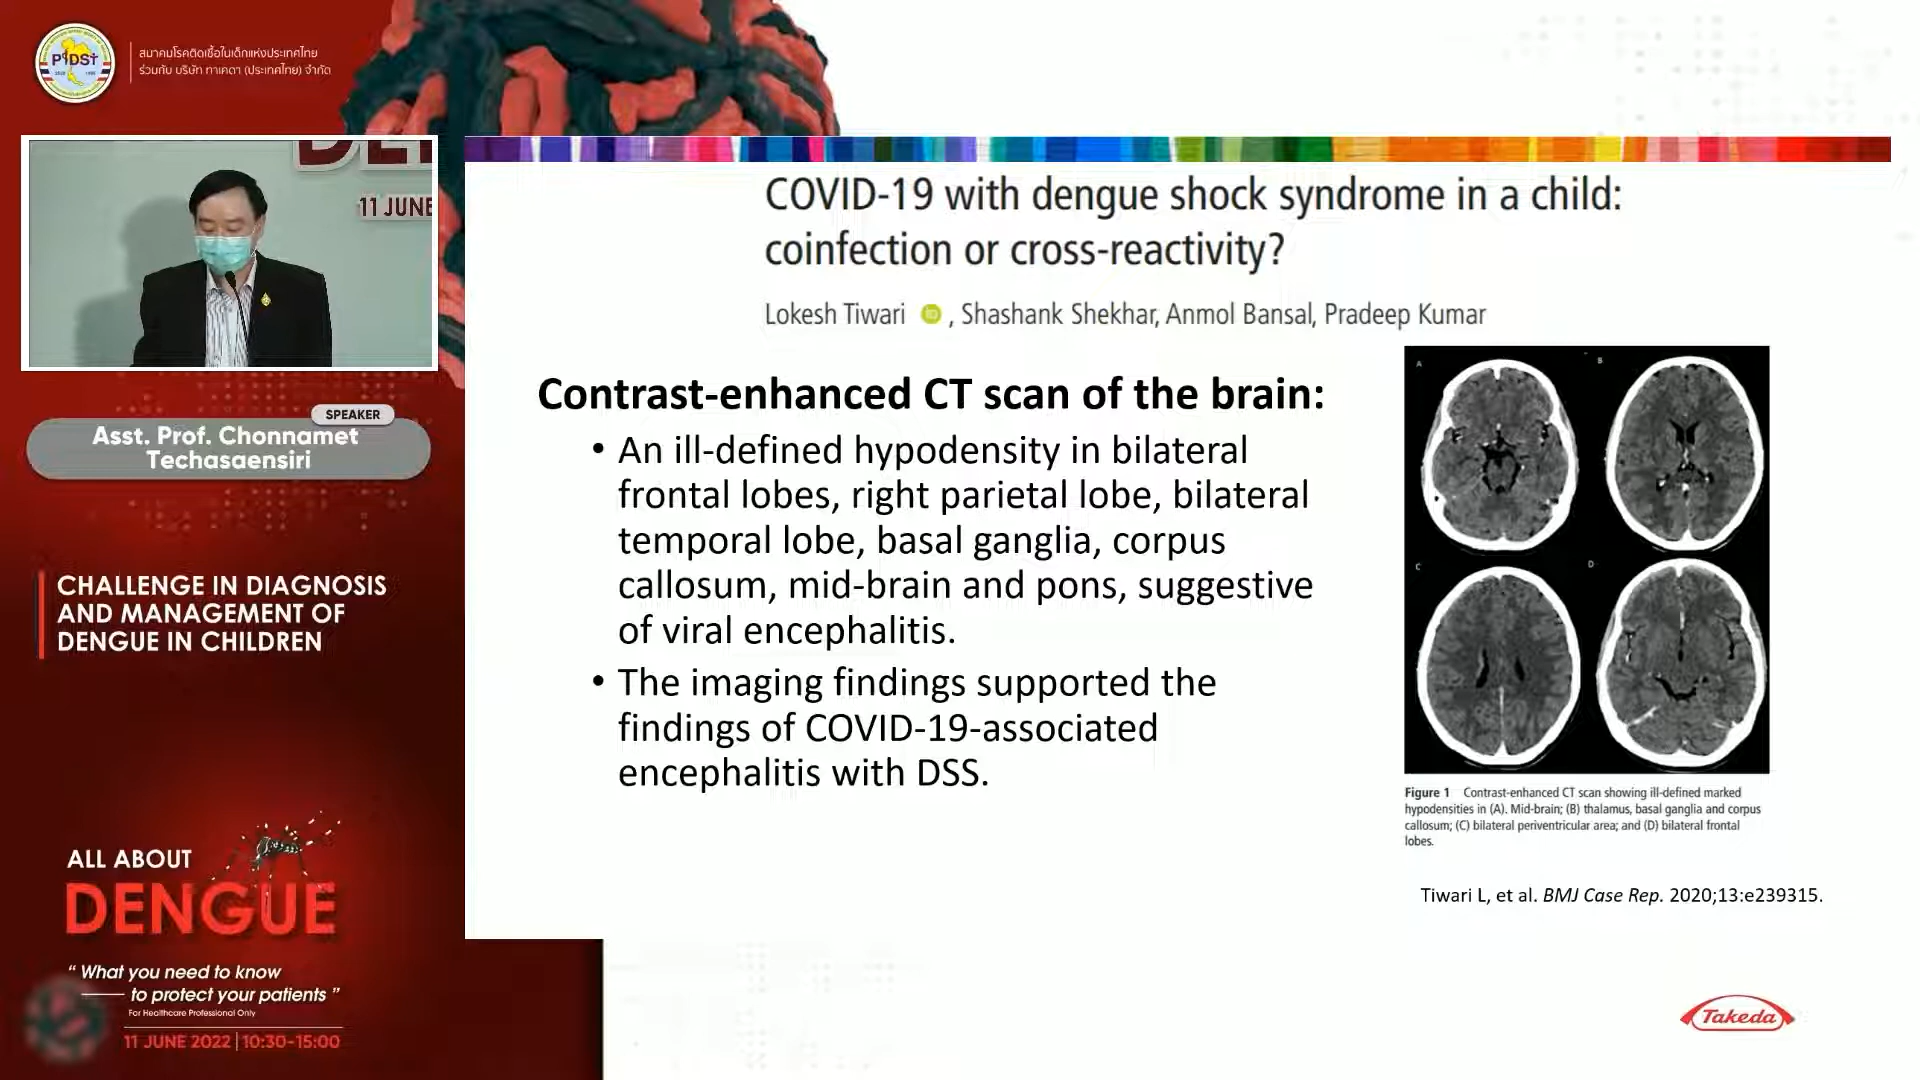 PIDST
สมาคมโรคติดเชื้อในเด็กแห่งประเทศไทย
ร่วมกับ บริษัท ทาเคดา (ประเทศไทย) จำกัด
11 JUNE
SPEAKER
Asst. Prof. Chonnamet
Techasaensiri
CHALLENGE IN DIAGNOSIS
AND MANAGEMENT OF
DENGUE IN CHILDREN
ALL ABOUT
DENGUE
“ What you need to know
to protect your patients ”
For Healthcare Professional Only
11 JUNE 2022 | 10:30-15:00
COVID-19 with dengue shock syndrome in a child:
coinfection or cross-reactivity?
Lokesh Tiwari iD , Shashank Shekhar, Anmol Bansal, Pradeep Kumar
Contrast-enhanced CT scan of the brain:
• An ill-defined hypodensity in bilateral
frontal lobes, right parietal lobe, bilateral
temporal lobe, basal ganglia, corpus
callosum, mid-brain and pons, suggestive
of viral encephalitis.
• The imaging findings supported the
findings of COVID-19-associated
encephalitis with DSS.
A
B
C
D
Figure 1 Contrast-enhanced CT scan showing ill-defined marked
hypodensities in (A). Mid-brain; (B) thalamus, basal ganglia and corpus
callosum; (C) bilateral periventricular area; and (D) bilateral frontal
lobes.
Tiwari L, et al. BMJ Case Rep. 2020;13:e239315.
Takeda